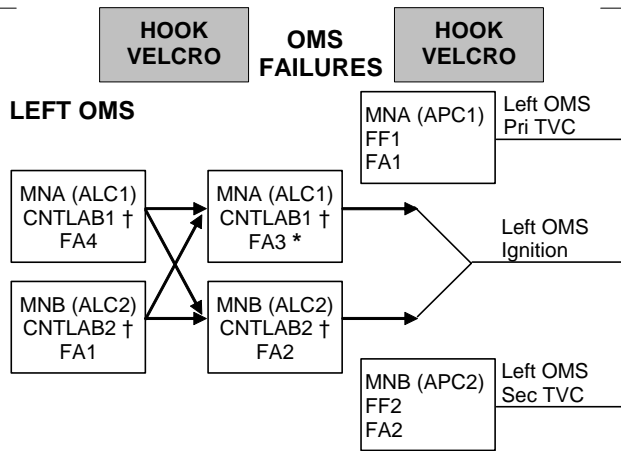 HOOK
VELCRO
OMS
FAILURES
HOOK
VELCRO
LEFT OMS
MNA (APC1)
FF1
FA1
Left OMS
Pri TVC
MNA (ALC1)
CNTLAB1 †
FA4
MNA (ALC1)
CNTLAB1 †
FA3 *
Left OMS
Ignition
MNB (ALC2)
CNTLAB2 †
FA1
MNB (ALC2)
CNTLAB2 †
FA2
MNB (APC2)
FF2
FA2
Left OMS
Sec TVC